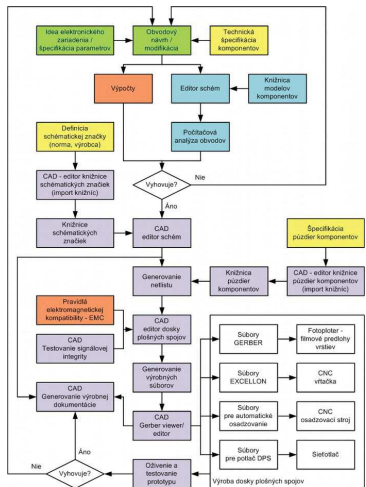 Idea elektronického
zariadenia /
špecifikácia parametrov
Obvodový
návrh /
modifikácia
Technická
špecifikácia
komponentov
Výpočty
Editor schém
Knižnica
modelov
komponentov
Definícia
schématickej značky
(norma, výrobca)
Počítačová
analýza obvodov
CAD - editor knižnice
schématických značiek
(import knižníc)
Vyhovuje?
Nie
Áno
Knižnice
schématických
značiek
CAD
editor schém
Špecifikácia
púzdier komponentov
Generovanie
netlistu
Knižnica
púzdier
komponentov
CAD - editor knižnice
púzdier komponentov
(import knižníc)
Pravidlá
elektromagnetickej
kompatibility - EMC
CAD
Testovanie signálovej
integrity
CAD
editor dosky
plošných spojov
Súbory
GERBER
Fotoploter -
filmové predlohy
vrstiev
Generovanie
výrobných
súborov
Súbory
EXCELLON
CNC
vŕtačka
CAD
Generovanie výrobnej
dokumentácie
CAD
Gerber viewer/
editor
Súbory
pre automatické
osadzovanie
CNC
osadzovací stroj
Súbory
pre potlač DPS
Sieťotlač
Áno
Nie
Vyhovuje?
Oživenie a
testovanie
prototypu
Výroba dosky plošných spojov